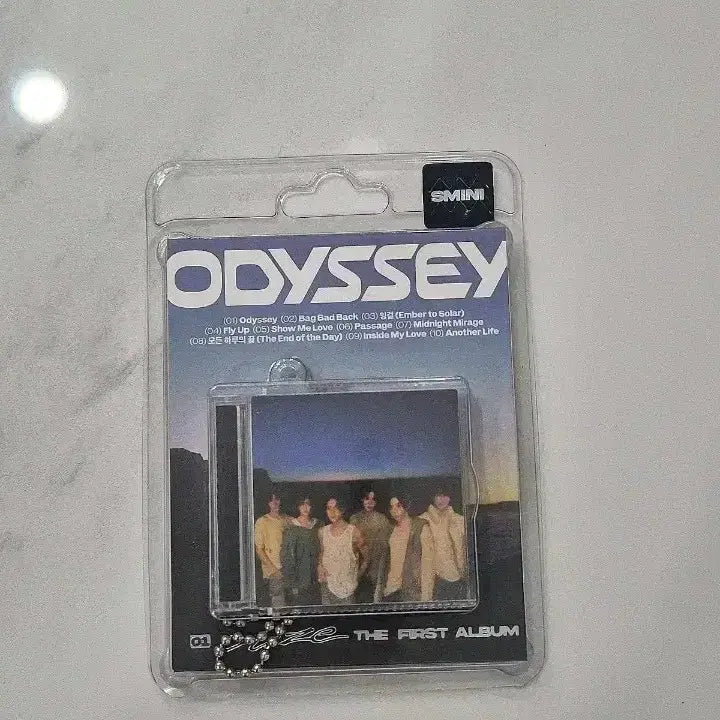 SMINI
ODYSSEY
(01) Odyssey (02) Bag Bad Back (03) 잉걸 (Ember to Solar)
(04) Fly Up (05) Show Me Love (06) Passage (07) Midnight Mirage
(08) 모든 하루의 끝 (The End of the Day) (09) Inside My Love (10) Another Life
01 THE FIRST ALBUM